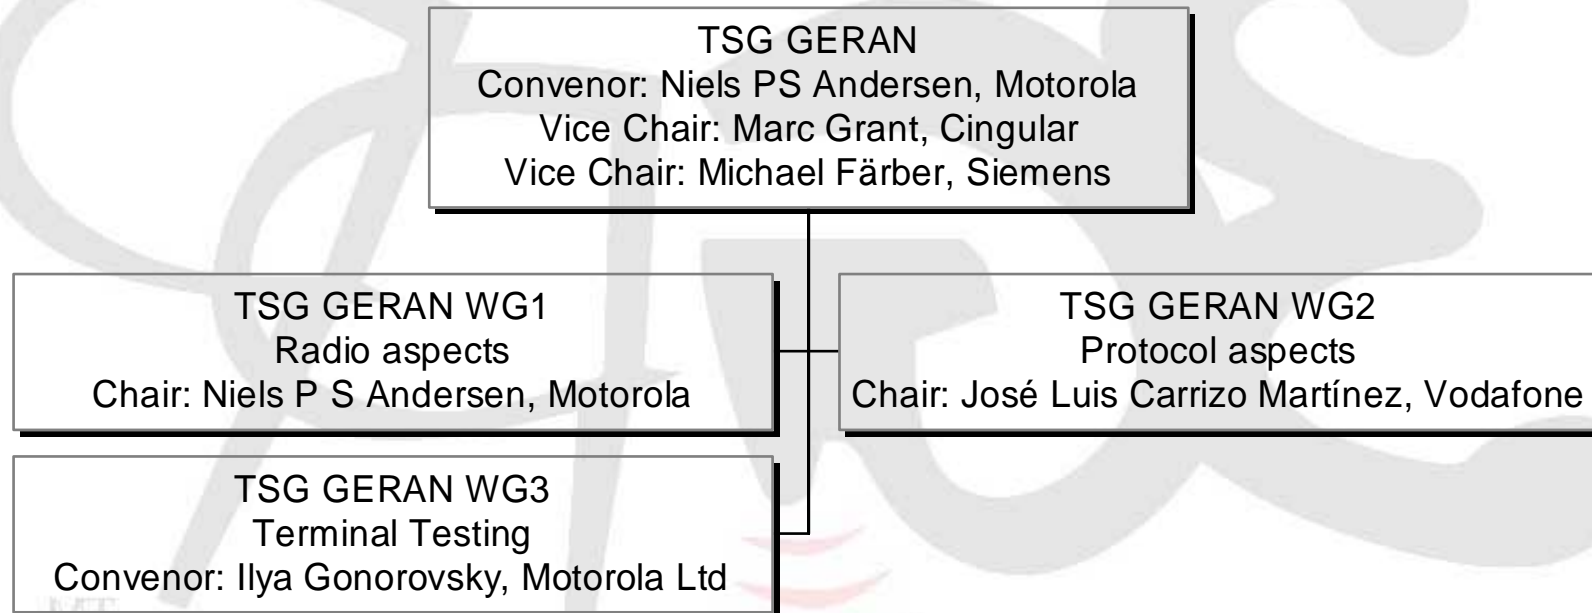 TSG GERAN
Convenor: Niels PS Andersen, Motorola
Vice Chair: Marc Grant, Cingular
Vice Chair: Michael Färber, Siemens
TSG GERAN WG1
Radio aspects
Chair: Niels P S Andersen, Motorola
TSG GERAN WG2
Protocol aspects
Chair: José Luis Carrizo Martínez, Vodafone
TSG GERAN WG3
Terminal Testing
Convenor: Ilya Gonorovsky, Motorola Ltd